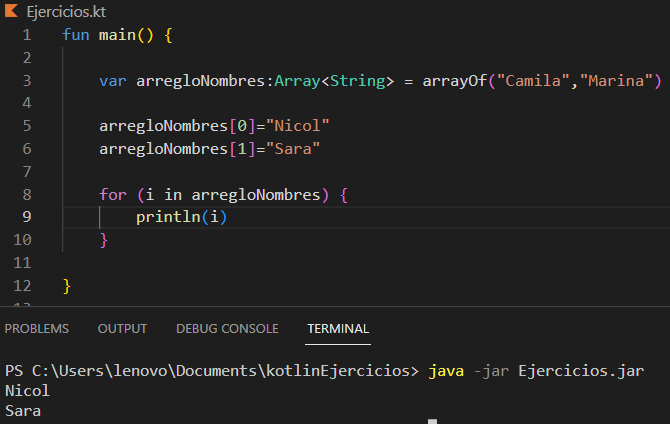 Ejercicios.kt
1 fun main() {
2
3 var arregloNombres:Array<String> = arrayOf("Camila","Marina")
4
5 arregloNombres[0]="Nicol"
6 arregloNombres[1]="Sara"
7
8 for (i in arregloNombres) {
9 println(i)
10 }
11
12 }
13
PROBLEMS OUTPUT DEBUG CONSOLE TERMINAL
PS C:\Users\lenovo\Documents\kotlinEjercicios> java -jar Ejercicios.jar
Nicol
Sara